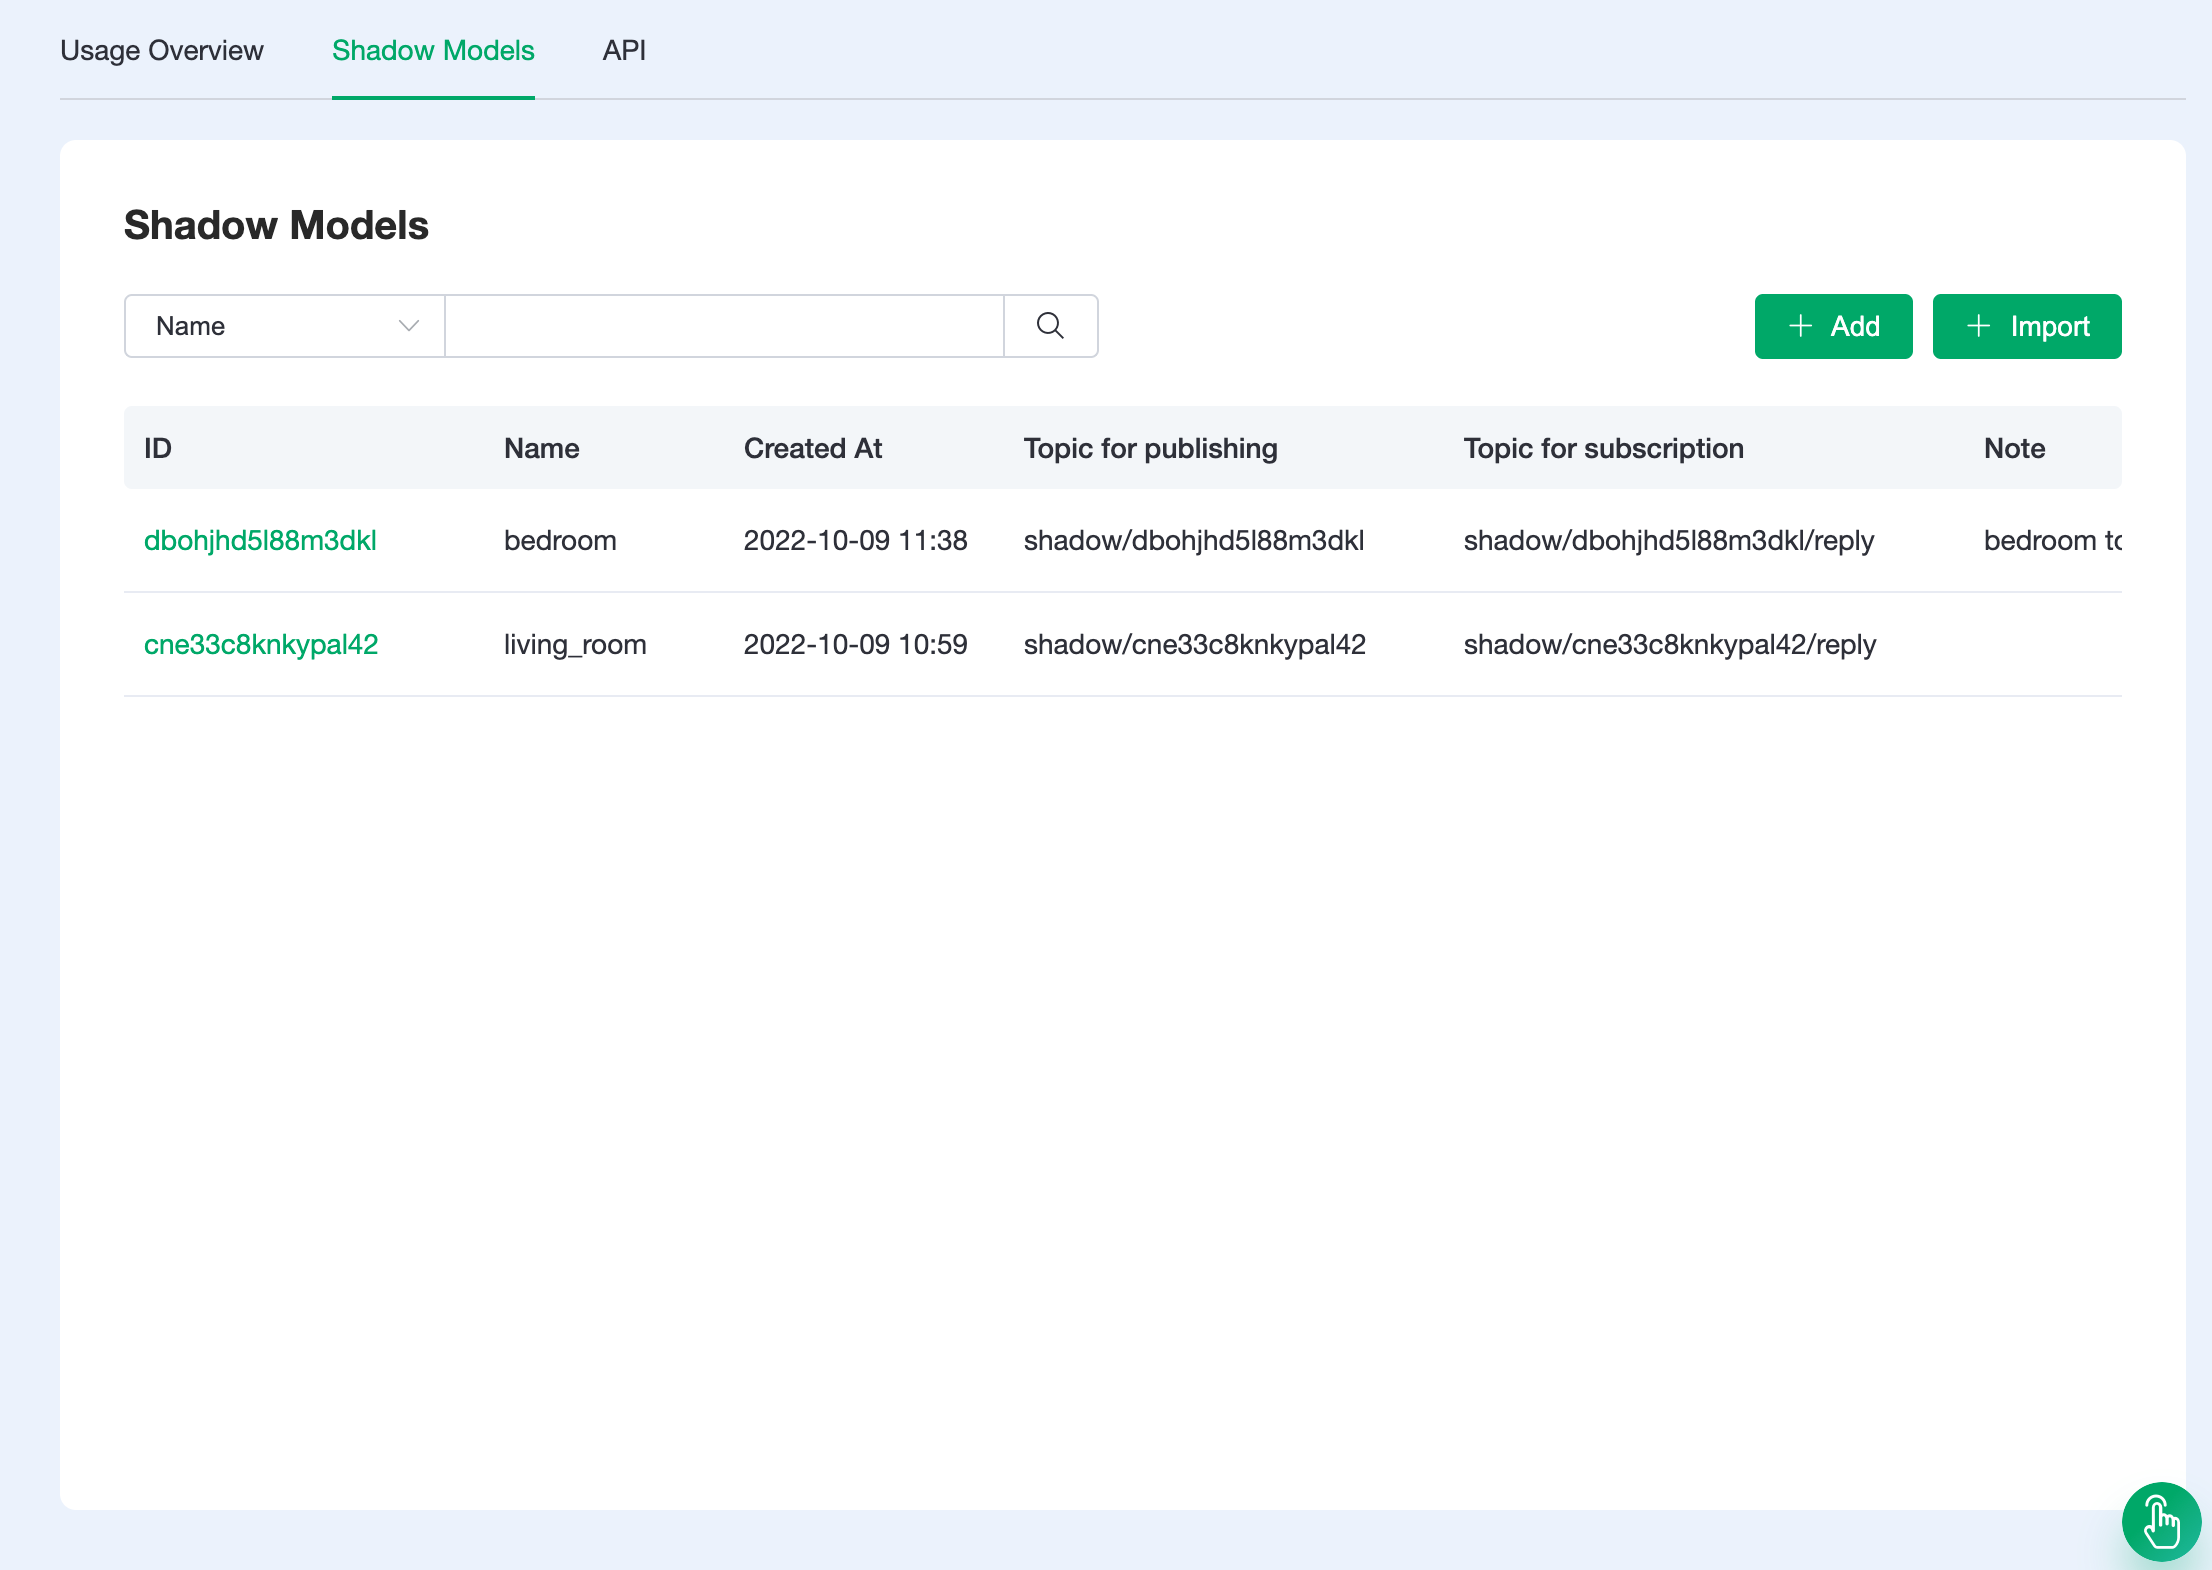 Usage Overview Shadow Models API
Shadow Models
Name
Add Import
ID Name Created At Topic for publishing Topic for subscription Note
dbohjhd5l88m3dkl bedroom 2022-10-09 11:38 shadow/dbohjhd5l88m3dkl shadow/dbohjhd5l88m3dkl/reply bedroom
cne33c8knkypal42 living_room 2022-10-09 10:59 shadow/cne33c8knkypal42 shadow/cne33c8knkypal42/reply